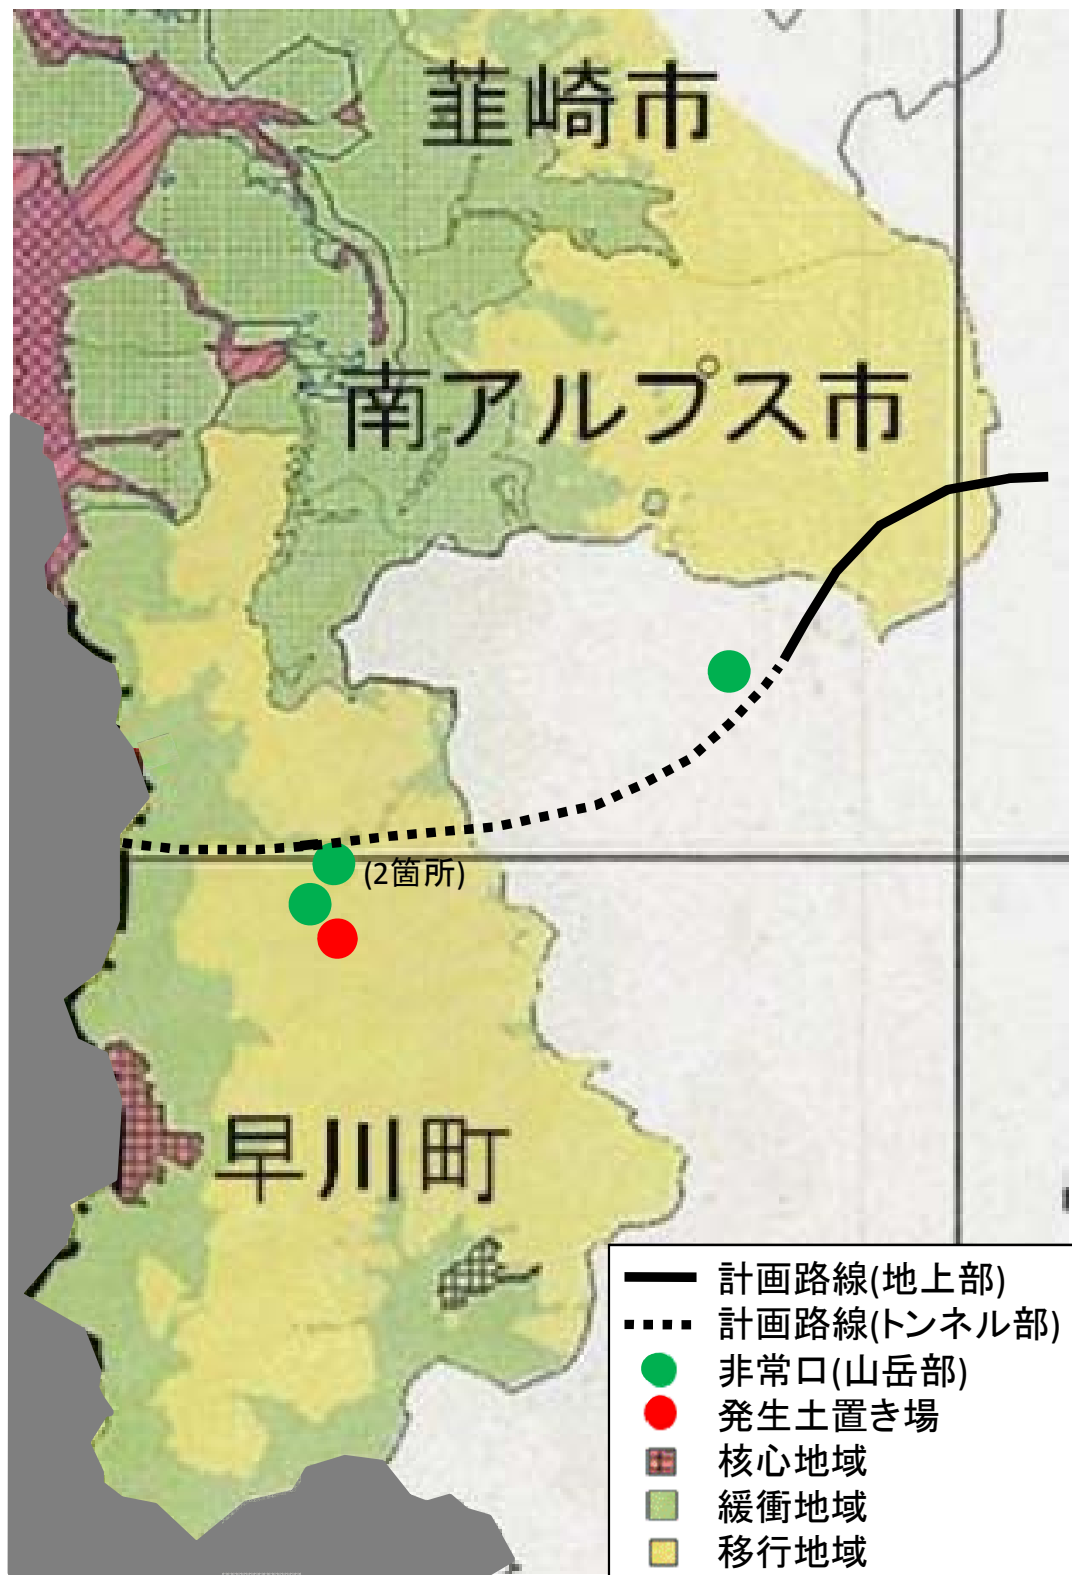 韮崎市
南アルプス市
(2箇所)
早川町
計画路線(地上部)
計画路線(トンネル部)
非常口(山岳部)
発生土置き場
核心地域
緩衝地域
移行地域